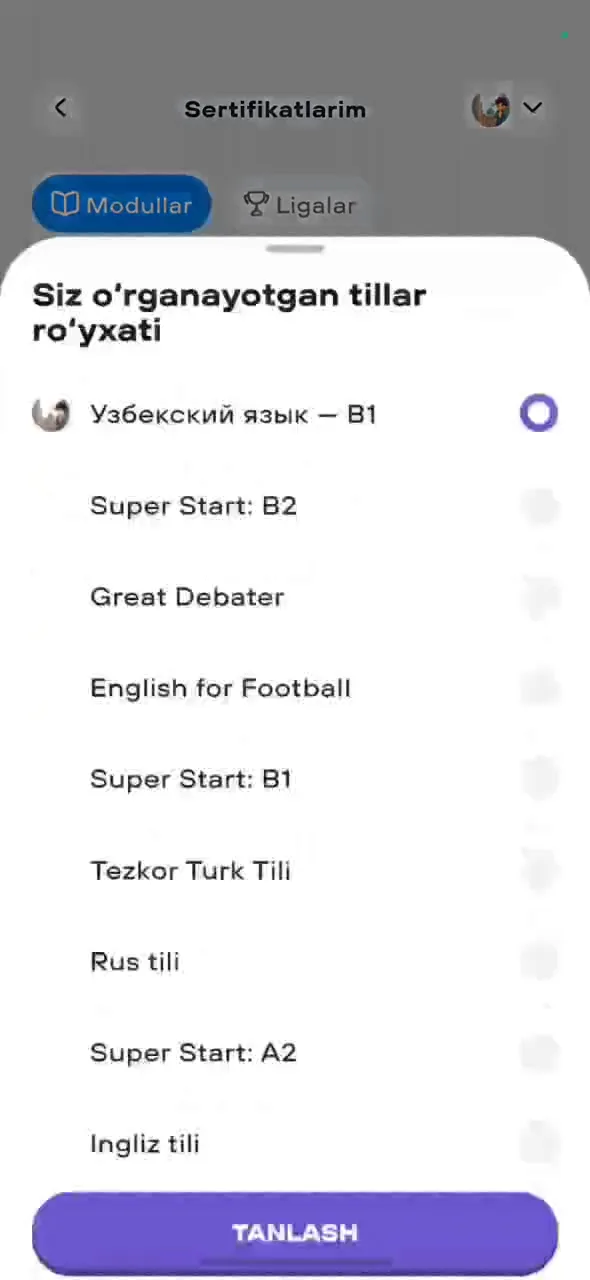 Sertifikatlarim
Modullar
Ligalar
Siz oʻrganayotgan tillar
roʻyxati
Узбекский язык — B1
Super Start: B2
Great Debater
English for Football
Super Start: B1
Tezkor Turk Tili
Rus tili
Super Start: A2
Ingliz tili
TANLASH